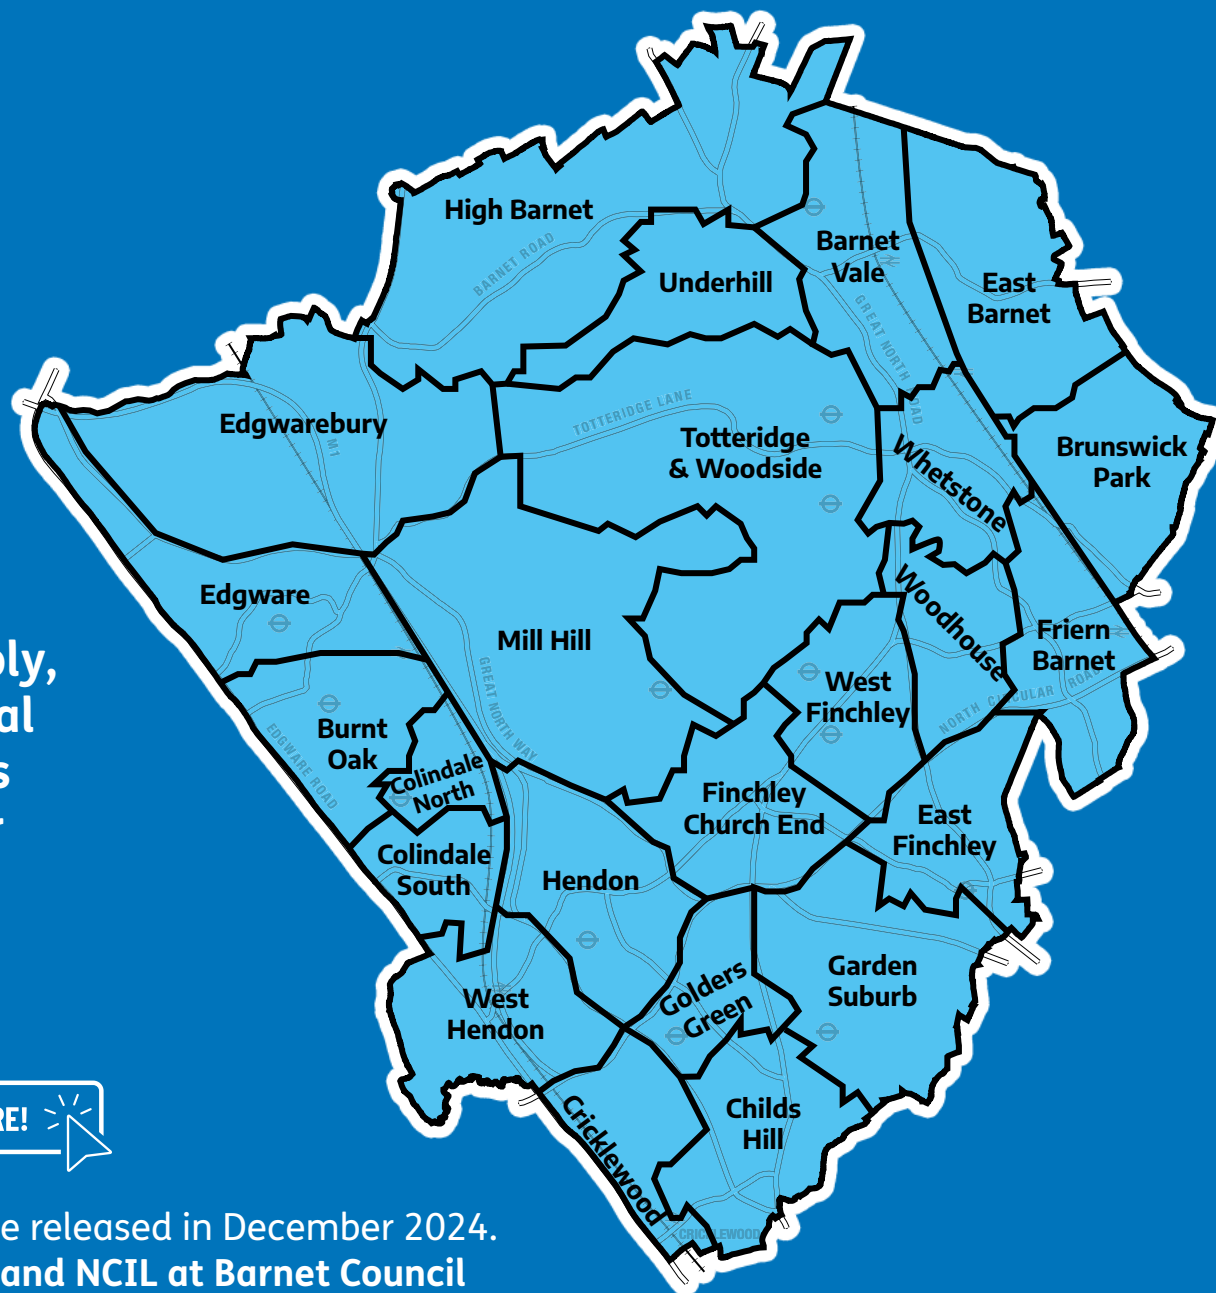 High Barnet
BARNET ROAD
Underhill
Barnet
Vale
East
Barnet
GREAT NORTH ROAD
Edgwarebury
M1
TOTTERIDGE LANE
Totteridge
& Woodside
Whetstone
Brunswick
Park
Edgware
Mill Hill
Woodhouse
Friern
Barnet
West
Finchley
NORTH CIRCULAR ROAD
GREAT NORTH WAY
Burnt
Oak
EDGWARE ROAD
Colindale
North
Finchley
Church End
East
Finchley
Colindale
South
Hendon
Garden
Suburb
Golders
Green
West
Hendon
Childs
Hill
Cricklewood
CRICKLEWOOD
RE!
e released in December 2024.
and NCIL at Barnet Council